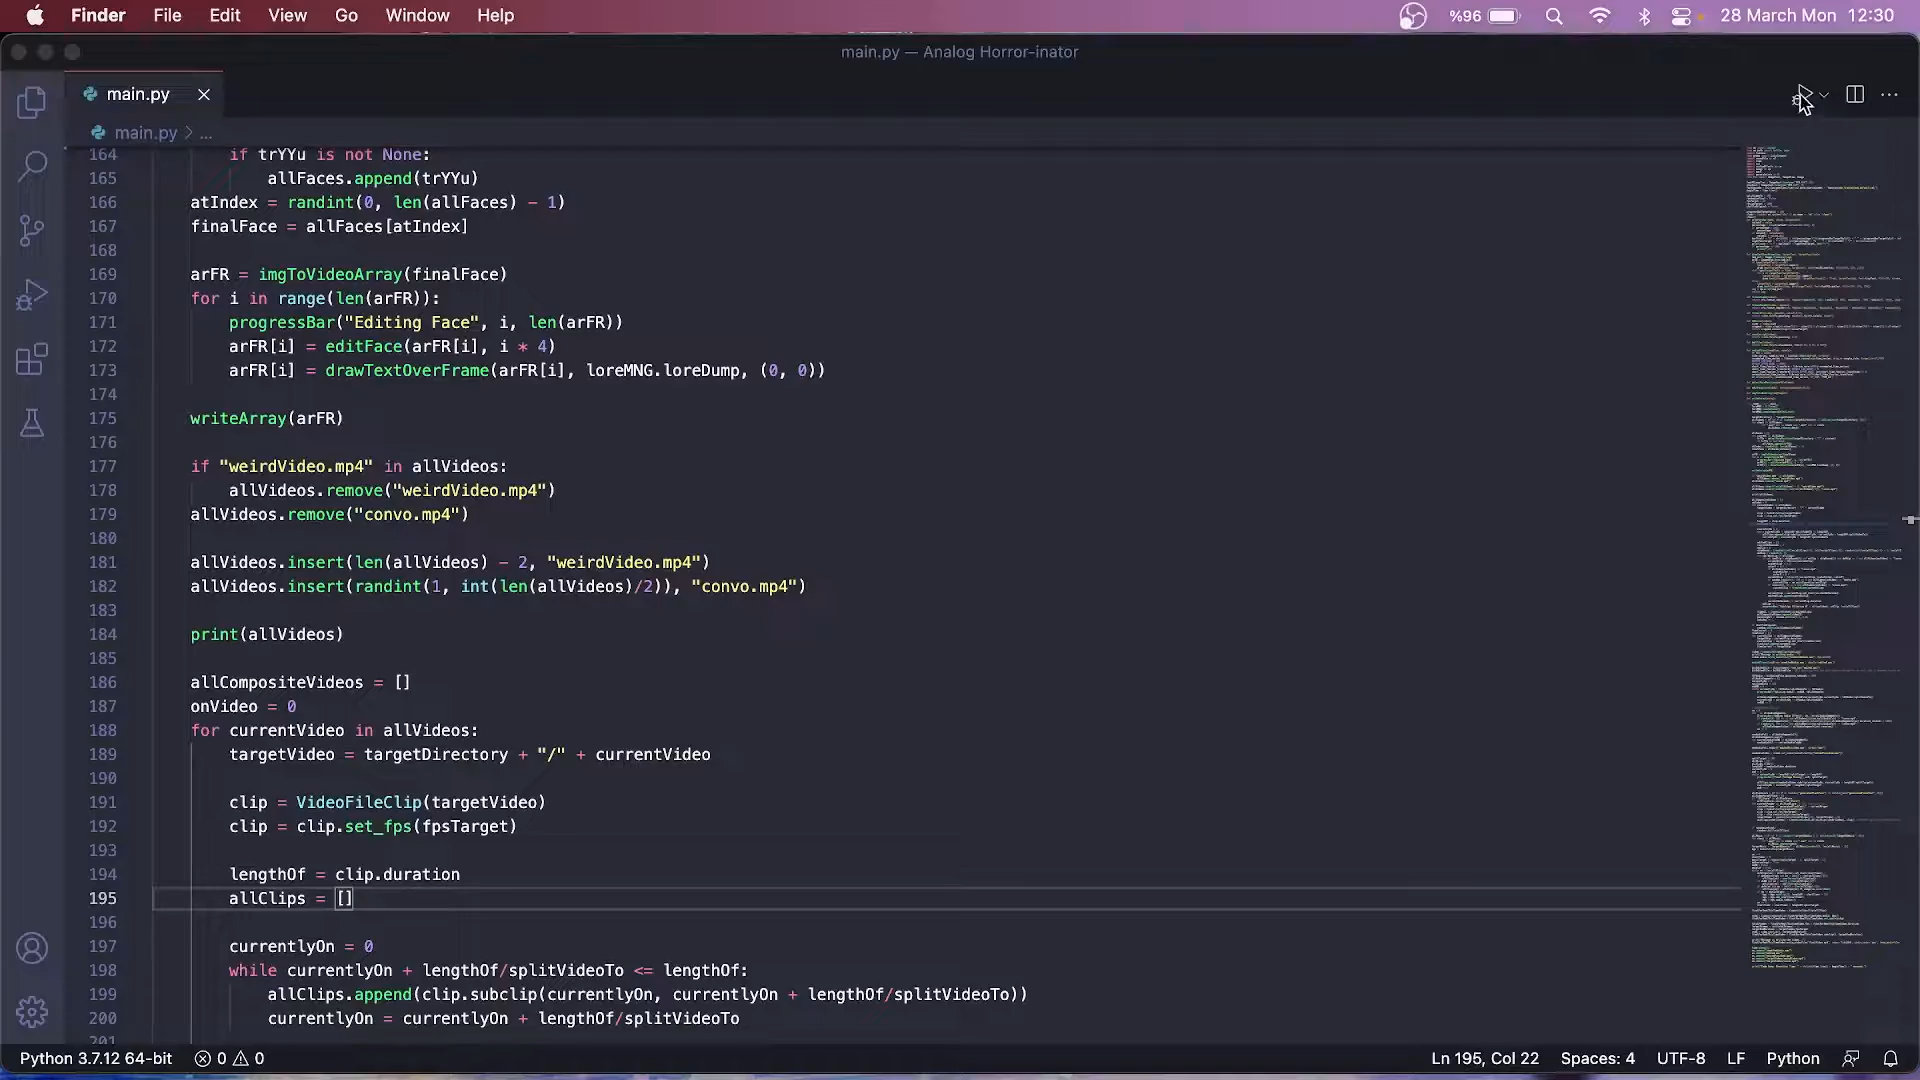 Finder File Edit View Go Window Help %96 28 March Mon 12:30
main.py — Analog Horror-inator
main.py
main.py > ...
164 if trYYu is not None:
165 allFaces.append(trYYu)
166 atIndex = randint(0, len(allFaces) - 1)
167 finalFace = allFaces[atIndex]
168
169 arFR = imgToVideoArray(finalFace)
170 for i in range(len(arFR)):
171 progressBar("Editing Face", i, len(arFR))
172 arFR[i] = editFace(arFR[i], i * 4)
173 arFR[i] = drawTextOverFrame(arFR[i], loreMNG.loreDump, (0, 0))
174
175 writeArray(arFR)
176
177 if "weirdVideo.mp4" in allVideos:
178 allVideos.remove("weirdVideo.mp4")
179 allVideos.remove("convo.mp4")
180
181 allVideos.insert(len(allVideos) - 2, "weirdVideo.mp4")
182 allVideos.insert(randint(1, int(len(allVideos)/2)), "convo.mp4")
183
184 print(allVideos)
185
186 allCompositeVideos = []
187 onVideo = 0
188 for currentVideo in allVideos:
189 targetVideo = targetDirectory + "/" + currentVideo
190
191 clip = VideoFileClip(targetVideo)
192 clip = clip.set_fps(fpsTarget)
193
194 lengthOf = clip.duration
195 allClips = []
196
197 currentlyOn = 0
198 while currentlyOn + lengthOf/splitVideoTo <= lengthOf:
199 allClips.append(clip.subclip(currentlyOn, currentlyOn + lengthOf/splitVideoTo))
200 currentlyOn = currentlyOn + lengthOf/splitVideoTo
201
Python 3.7.12 64-bit 0 0 Ln 195, Col 22 Spaces: 4 UTF-8 LF Python